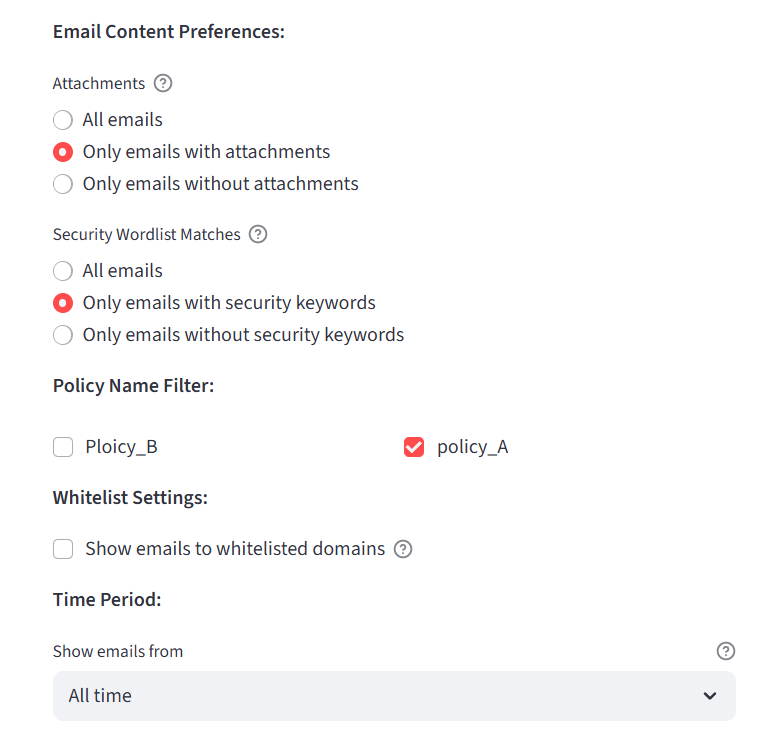 Email Content Preferences:
Attachments ?
All emails
Only emails with attachments
Only emails without attachments
Security Wordlist Matches ?
All emails
Only emails with security keywords
Only emails without security keywords
Policy Name Filter:
Ploicy_B policy_A
Whitelist Settings:
Show emails to whitelisted domains ?
Time Period:
Show emails from ?
All time